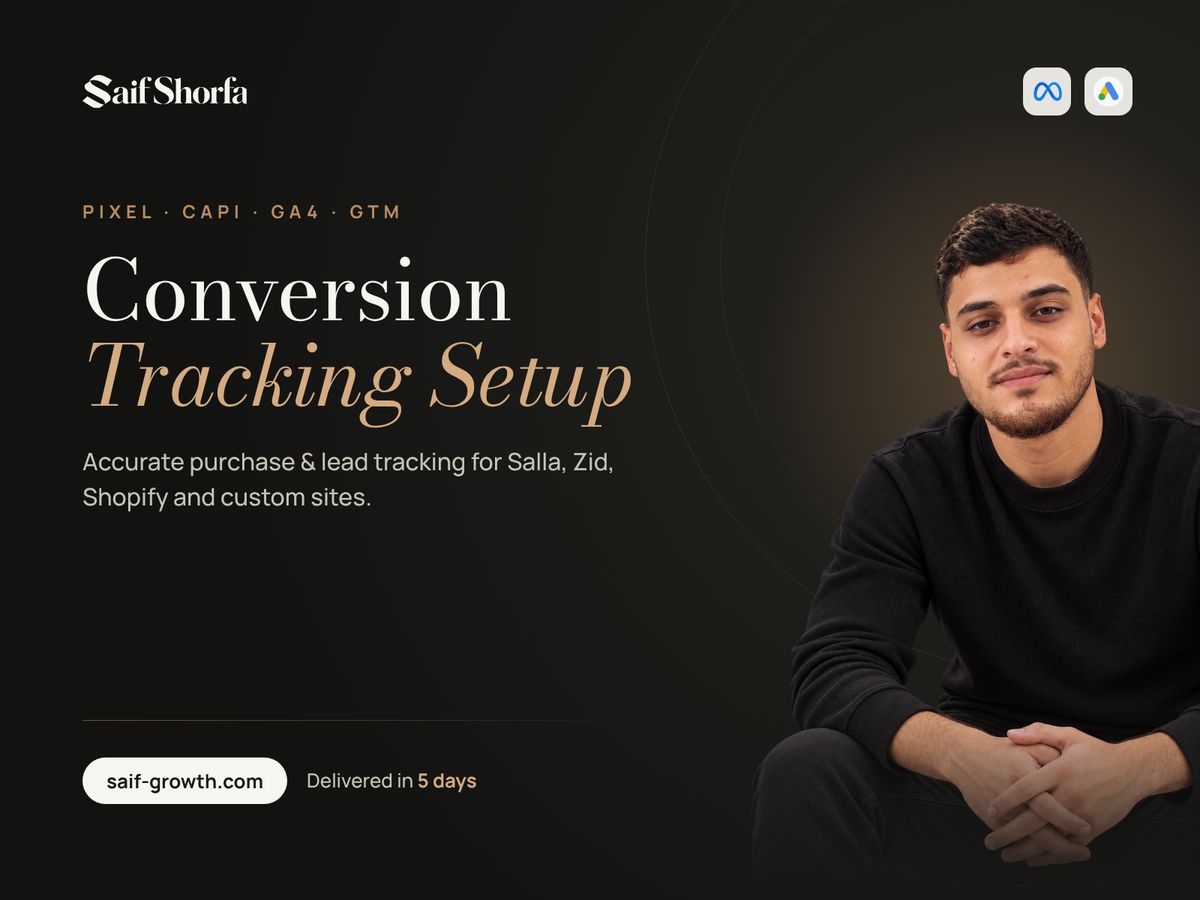 Saif Shorfa
PIXEL · CAPI · GA4 · GTM
Conversion
Tracking Setup
Accurate purchase & lead tracking for Salla, Zid,
Shopify and custom sites.
saif-growth.com
Delivered in 5 days